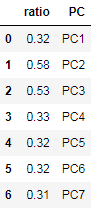 ratio PC
0 0.32 PC1
1 0.58 PC2
2 0.53 PC3
3 0.33 PC4
4 0.32 PC5
5 0.32 PC6
6 0.31 PC7